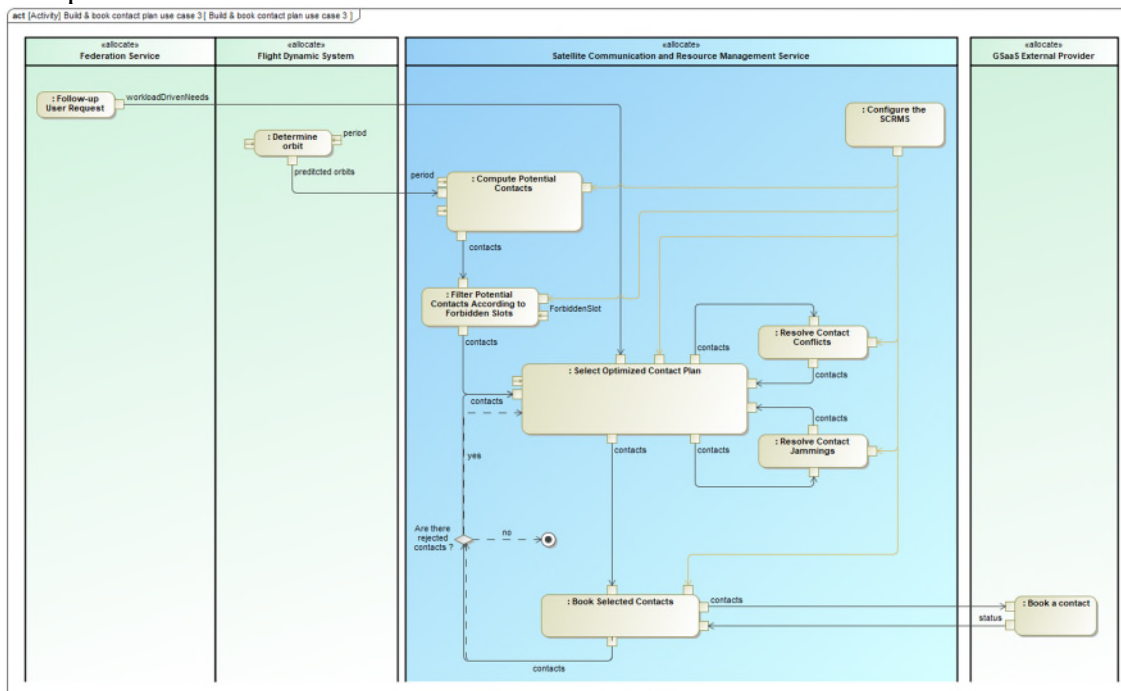 act [Activity] Build & book contact plan use case 3 [ Build & book contact plan use case 3 ]
«allocate»
Federation Service
«allocate»
Flight Dynamic System
«allocate»
Satellite Communication and Resource Management Service
«allocate»
GSaaS External Provider
: Follow-up
User Request
workloadDrivenNeeds
: Configure the
SCRMS
: Determine
orbit
period
preditcted orbits
period
: Compute Potential
Contacts
contacts
: Filter Potential
Contacts According to
Forbidden Slots
ForbiddenSlot
contacts
contacts
: Resolve Contact
Conflicts
contacts
: Select Optimized Contact Plan
contacts
contacts
: Resolve Contact
Jammings
contacts
contacts
yes
Are there
rejected
contacts ?
no
: Book Selected Contacts
contacts
status
: Book a contact
contacts